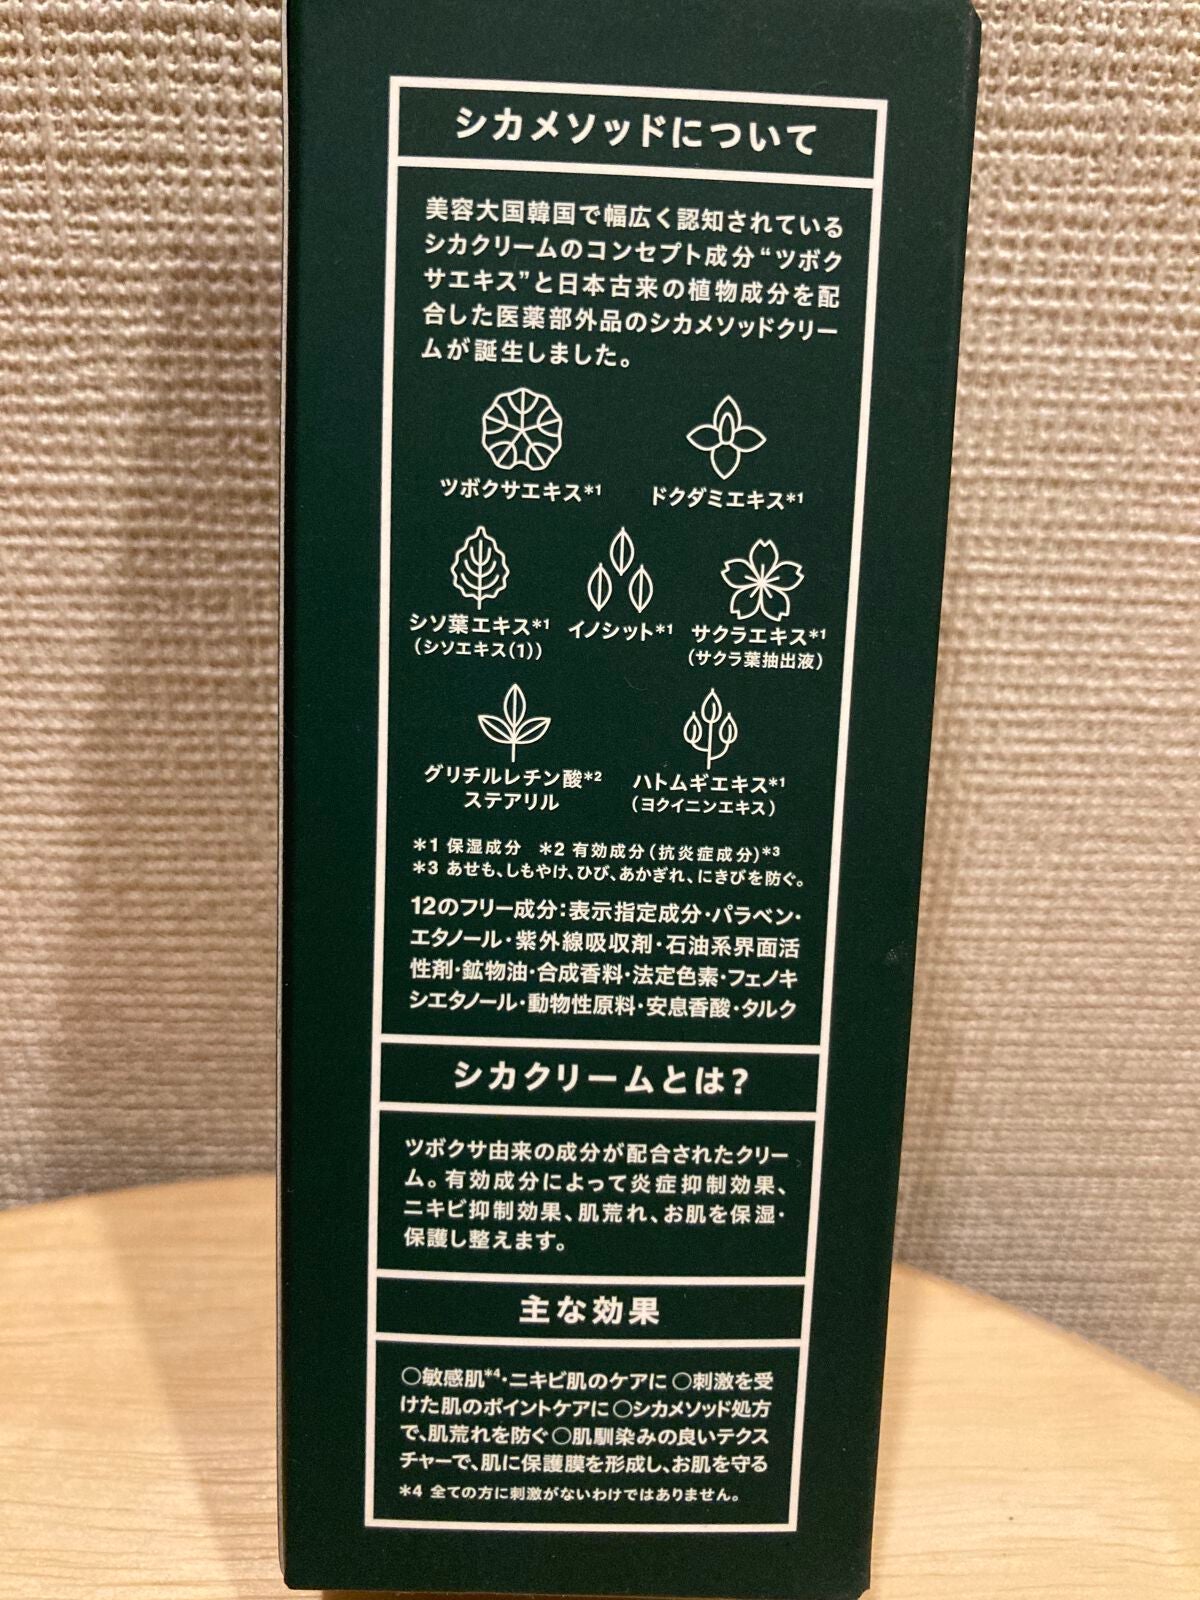 シカメソッドについて
美容大国韓国で幅広く認知されている
シカクリームのコンセプト成分“ツボク
サエキス”と日本古来の植物成分を配
合した医薬部外品のシカメソッドクリー
ムが誕生しました。
ツボクサエキス*1
ドクダミエキス*1
シソ葉エキス*1
(シソエキス(1))
イノシット*1
サクラエキス*1
(サクラ葉抽出液)
グリチルレチン酸*2
ステアリル
ハトムギエキス*1
(ヨクイニンエキス)
*1 保湿成分 *2 有効成分(抗炎症成分)*3
*3 あせも、しもやけ、ひび、あかぎれ、にきびを防ぐ。
12のフリー成分:表示指定成分・パラベン・
エタノール・紫外線吸収剤・石油系界面活
性剤・鉱物油・合成香料・法定色素・フェノキ
シエタノール・動物性原料・安息香酸・タルク
シカクリームとは?
ツボクサ由来の成分が配合されたクリー
ム。有効成分によって炎症抑制効果、
ニキビ抑制効果、肌荒れ、お肌を保湿・
保護し整えます。
主な効果
○敏感肌*4・ニキビ肌のケアに ○刺激を受
けた肌のポイントケアに ○シカメソッド処方
で、肌荒れを防ぐ ○肌馴染みの良いテクス
チャーで、肌に保護膜を形成し、お肌を守る
*4 全ての方に刺激がないわけではありません。